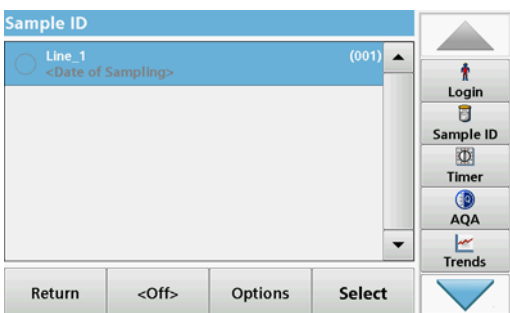 Sample ID
Line_1 (001)
<Date of Sampling>
Login
Sample ID
Timer
AQA
Trends
Return <Off> Options Select